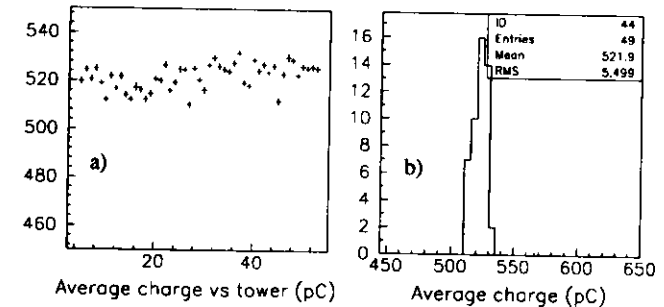 540
520
500
480
460
a)
20
40
Average charge vs tower (pC)
16
14
12
10
8
6
4
2
0
b)
ID 44
Entries 49
Mean 521.9
RMS 5.499
450
500
550
600
650
Average charge (pC)